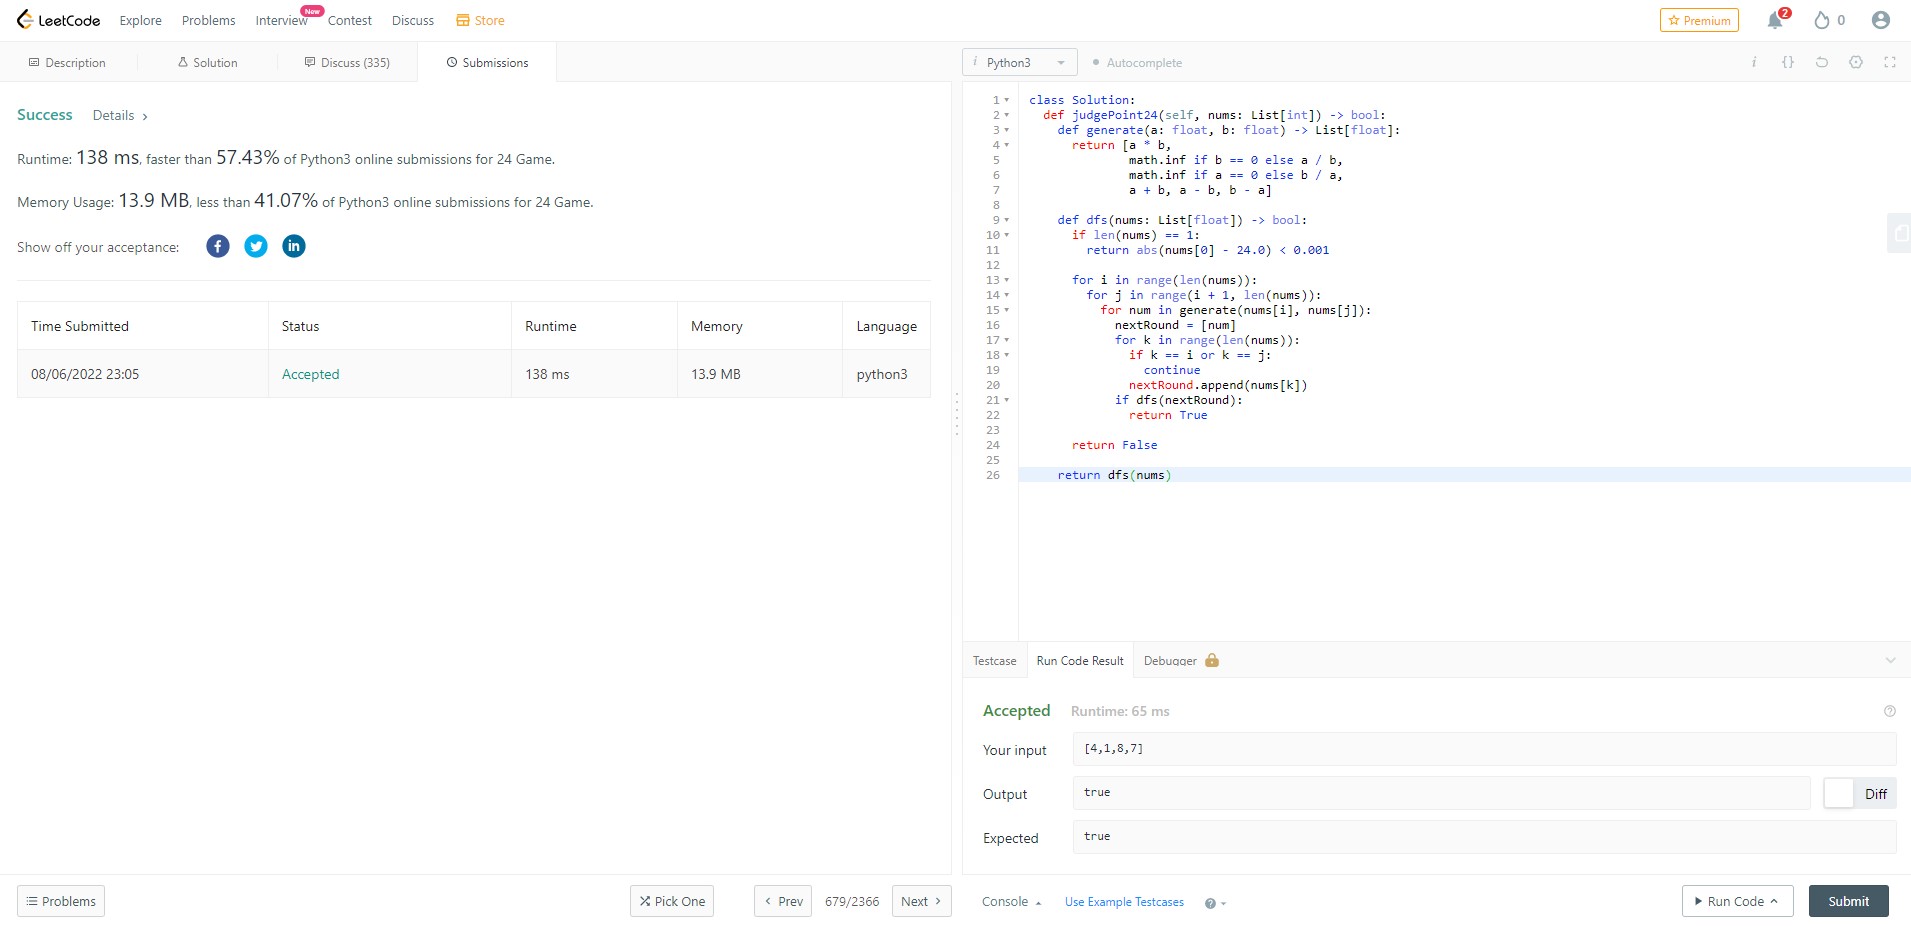 LeetCode Explore Problems Interview New Contest Discuss Store Premium 2 0
Description Solution Discuss (335) Submissions
Success Details >
Runtime: 138 ms, faster than 57.43% of Python3 online submissions for 24 Game.
Memory Usage: 13.9 MB, less than 41.07% of Python3 online submissions for 24 Game.
Show off your acceptance:
Time Submitted Status Runtime Memory Language
08/06/2022 23:05 Accepted 138 ms 13.9 MB python3
Problems Pick One < Prev 679/2366 Next >
i Python3 Autocomplete i {}
1 class Solution:
2   def judgePoint24(self, nums: List[int]) -> bool:
3     def generate(a: float, b: float) -> List[float]:
4       return [a * b,
5               math.inf if b == 0 else a / b,
6               math.inf if a == 0 else b / a,
7               a + b, a - b, b - a]
8
9     def dfs(nums: List[float]) -> bool:
10       if len(nums) == 1:
11         return abs(nums[0] - 24.0) < 0.001
12
13       for i in range(len(nums)):
14         for j in range(i + 1, len(nums)):
15           for num in generate(nums[i], nums[j]):
16             nextRound = [num]
17             for k in range(len(nums)):
18               if k == i or k == j:
19                 continue
20               nextRound.append(nums[k])
21             if dfs(nextRound):
22               return True
23
24       return False
25
26     return dfs(nums)
Testcase Run Code Result Debugger
Accepted Runtime: 65 ms
Your input [4,1,8,7]
Output true Diff
Expected true
Console Use Example Testcases Run Code Submit